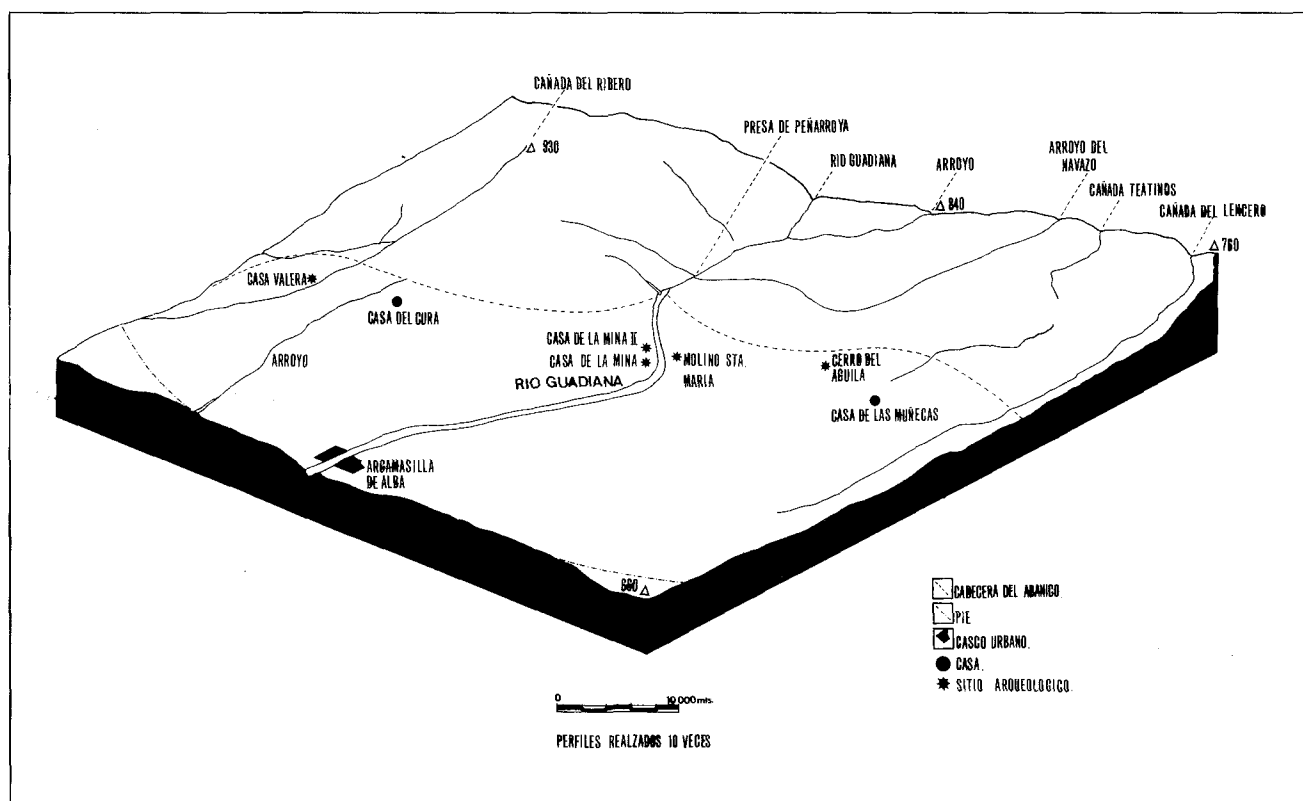 CAÑADA DEL RIBERO
930
PRESA DE PEÑARROYA
RIO GUADIANA
ARROYO
840
ARROYO DEL
NAVAZO
CAÑADA TEATINOS
CAÑADA DEL LENCERO
760
CASA VALERA
CASA DEL CURA
ARROYO
CASA DE LA MINA II
CASA DE LA MINA
RIO GUADIANA
MOLINO STA.
MARIA
CERRO DEL
AGUILA
CASA DE LAS MUÑECAS
ARGAMASILLA
DE ALBA
660
CABECERA DEL ABANICO
PIE
CASCO URBANO.
CASA.
SITIO ARQUEOLOGICO.
0 10 000 mts.
PERFILES REALZADOS 10 VECES